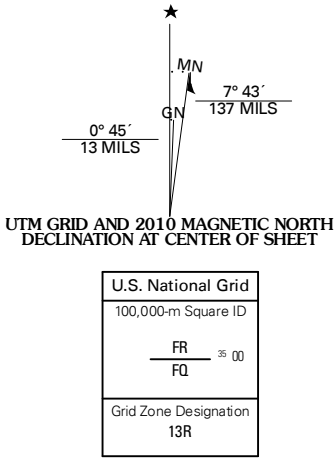 ★
MN
GN
7° 43´
137 MILS
0° 45´
13 MILS
UTM GRID AND 2010 MAGNETIC NORTH
DECLINATION AT CENTER OF SHEET
U.S. National Grid
100,000-m Square ID
FR
35 00
FQ
Grid Zone Designation
13R